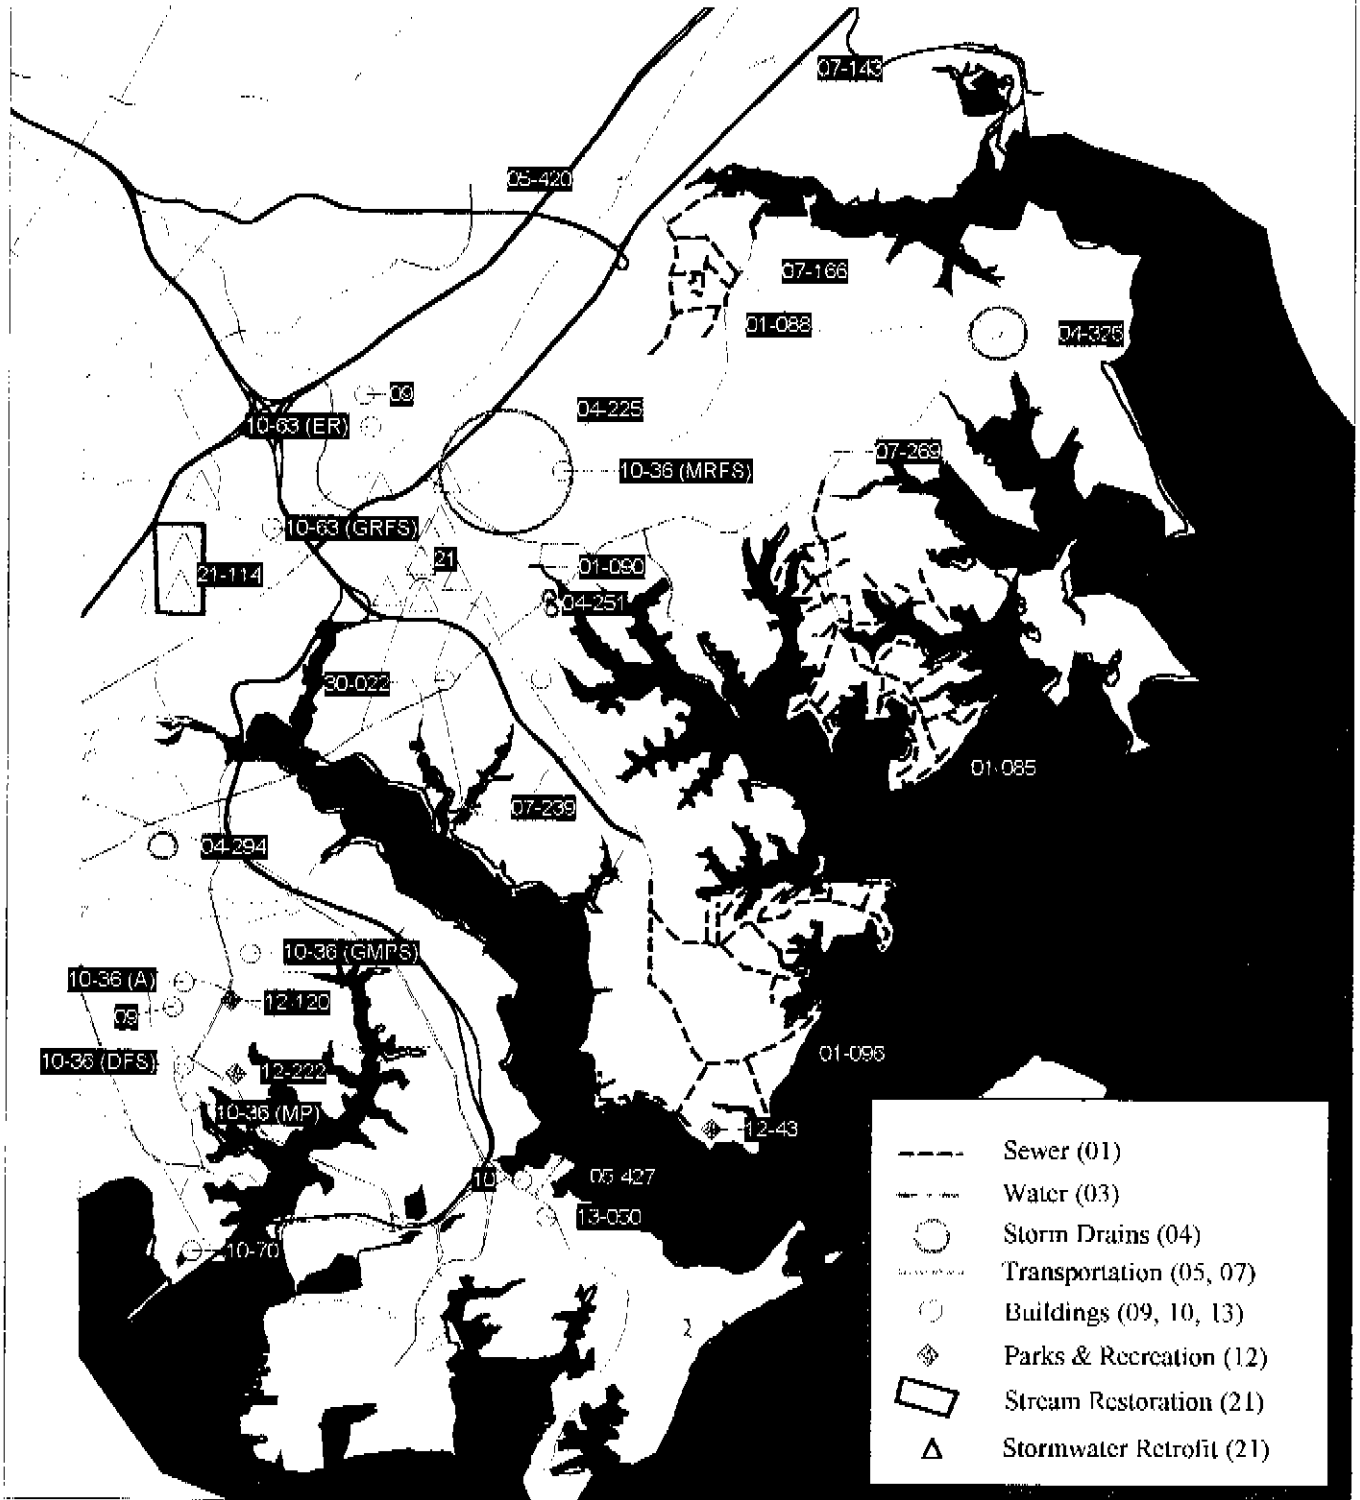 07-143
05-420
07-166
01-088
04-325
09
04-225
10-63 (ER)
07-269
10-36 (MRFS)
10-63 (GRFS)
21
01-090
21-114
04-251
30-022
01-085
07-239
04-294
10-36 (GMPS)
10-36 (A)
12-120
09
01-096
10-36 (DFS)
12-222
10-36 (MP)
12-43
10
05-427
13-050
10-70
Sewer (01)
Water (03)
Storm Drains (04)
Transportation (05, 07)
Buildings (09, 10, 13)
Parks & Recreation (12)
Stream Restoration (21)
Stormwater Retrofit (21)